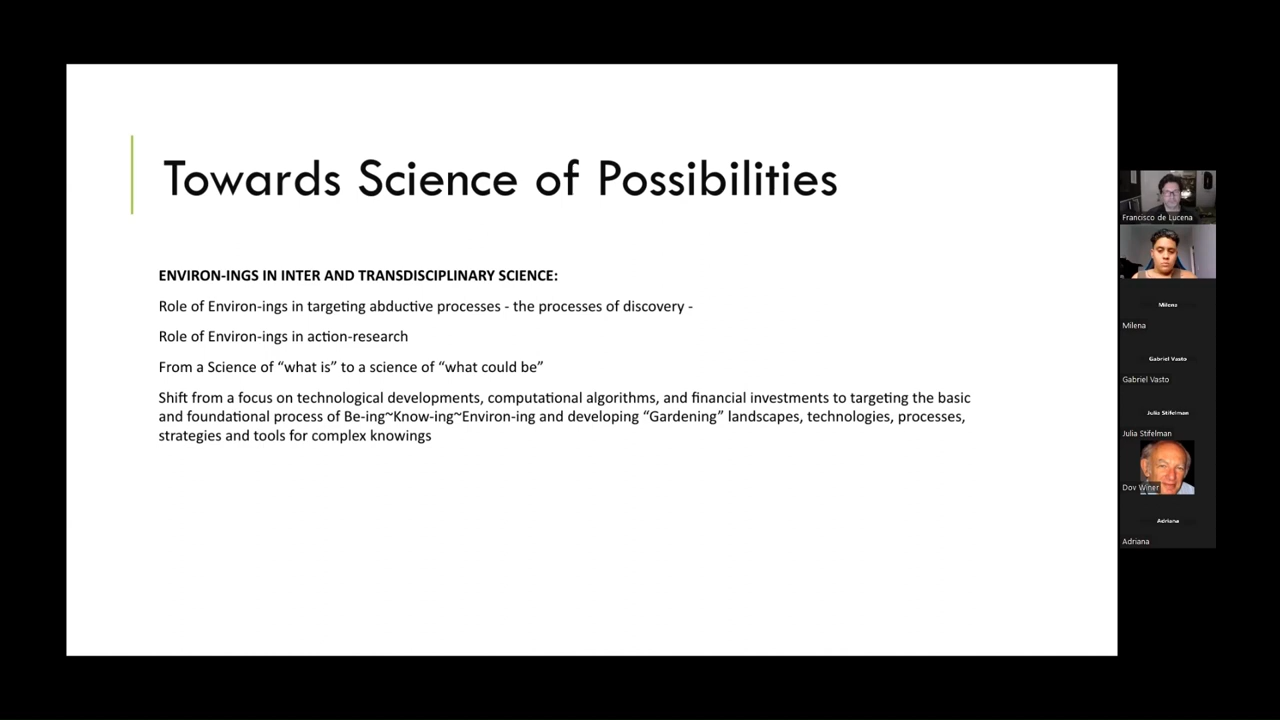 Towards Science of Possibilities
ENVIRON-INGS IN INTER AND TRANSDISCIPLINARY SCIENCE:
Role of Environ-ings in targeting abductive processes - the processes of discovery -
Role of Environ-ings in action-research
From a Science of “what is” to a science of “what could be”
Shift from a focus on technological developments, computational algorithms, and financial investments to targeting the basic
and foundational process of Be-ing~Know-ing~Environ-ing and developing “Gardening” landscapes, technologies, processes,
strategies and tools for complex knowings
Francisco de Lucena
Milena
Milena
Gabriel Vasto
Gabriel Vasto
Julia Stifelman
Julia Stifelman
Dov Winer
Adriana
Adriana